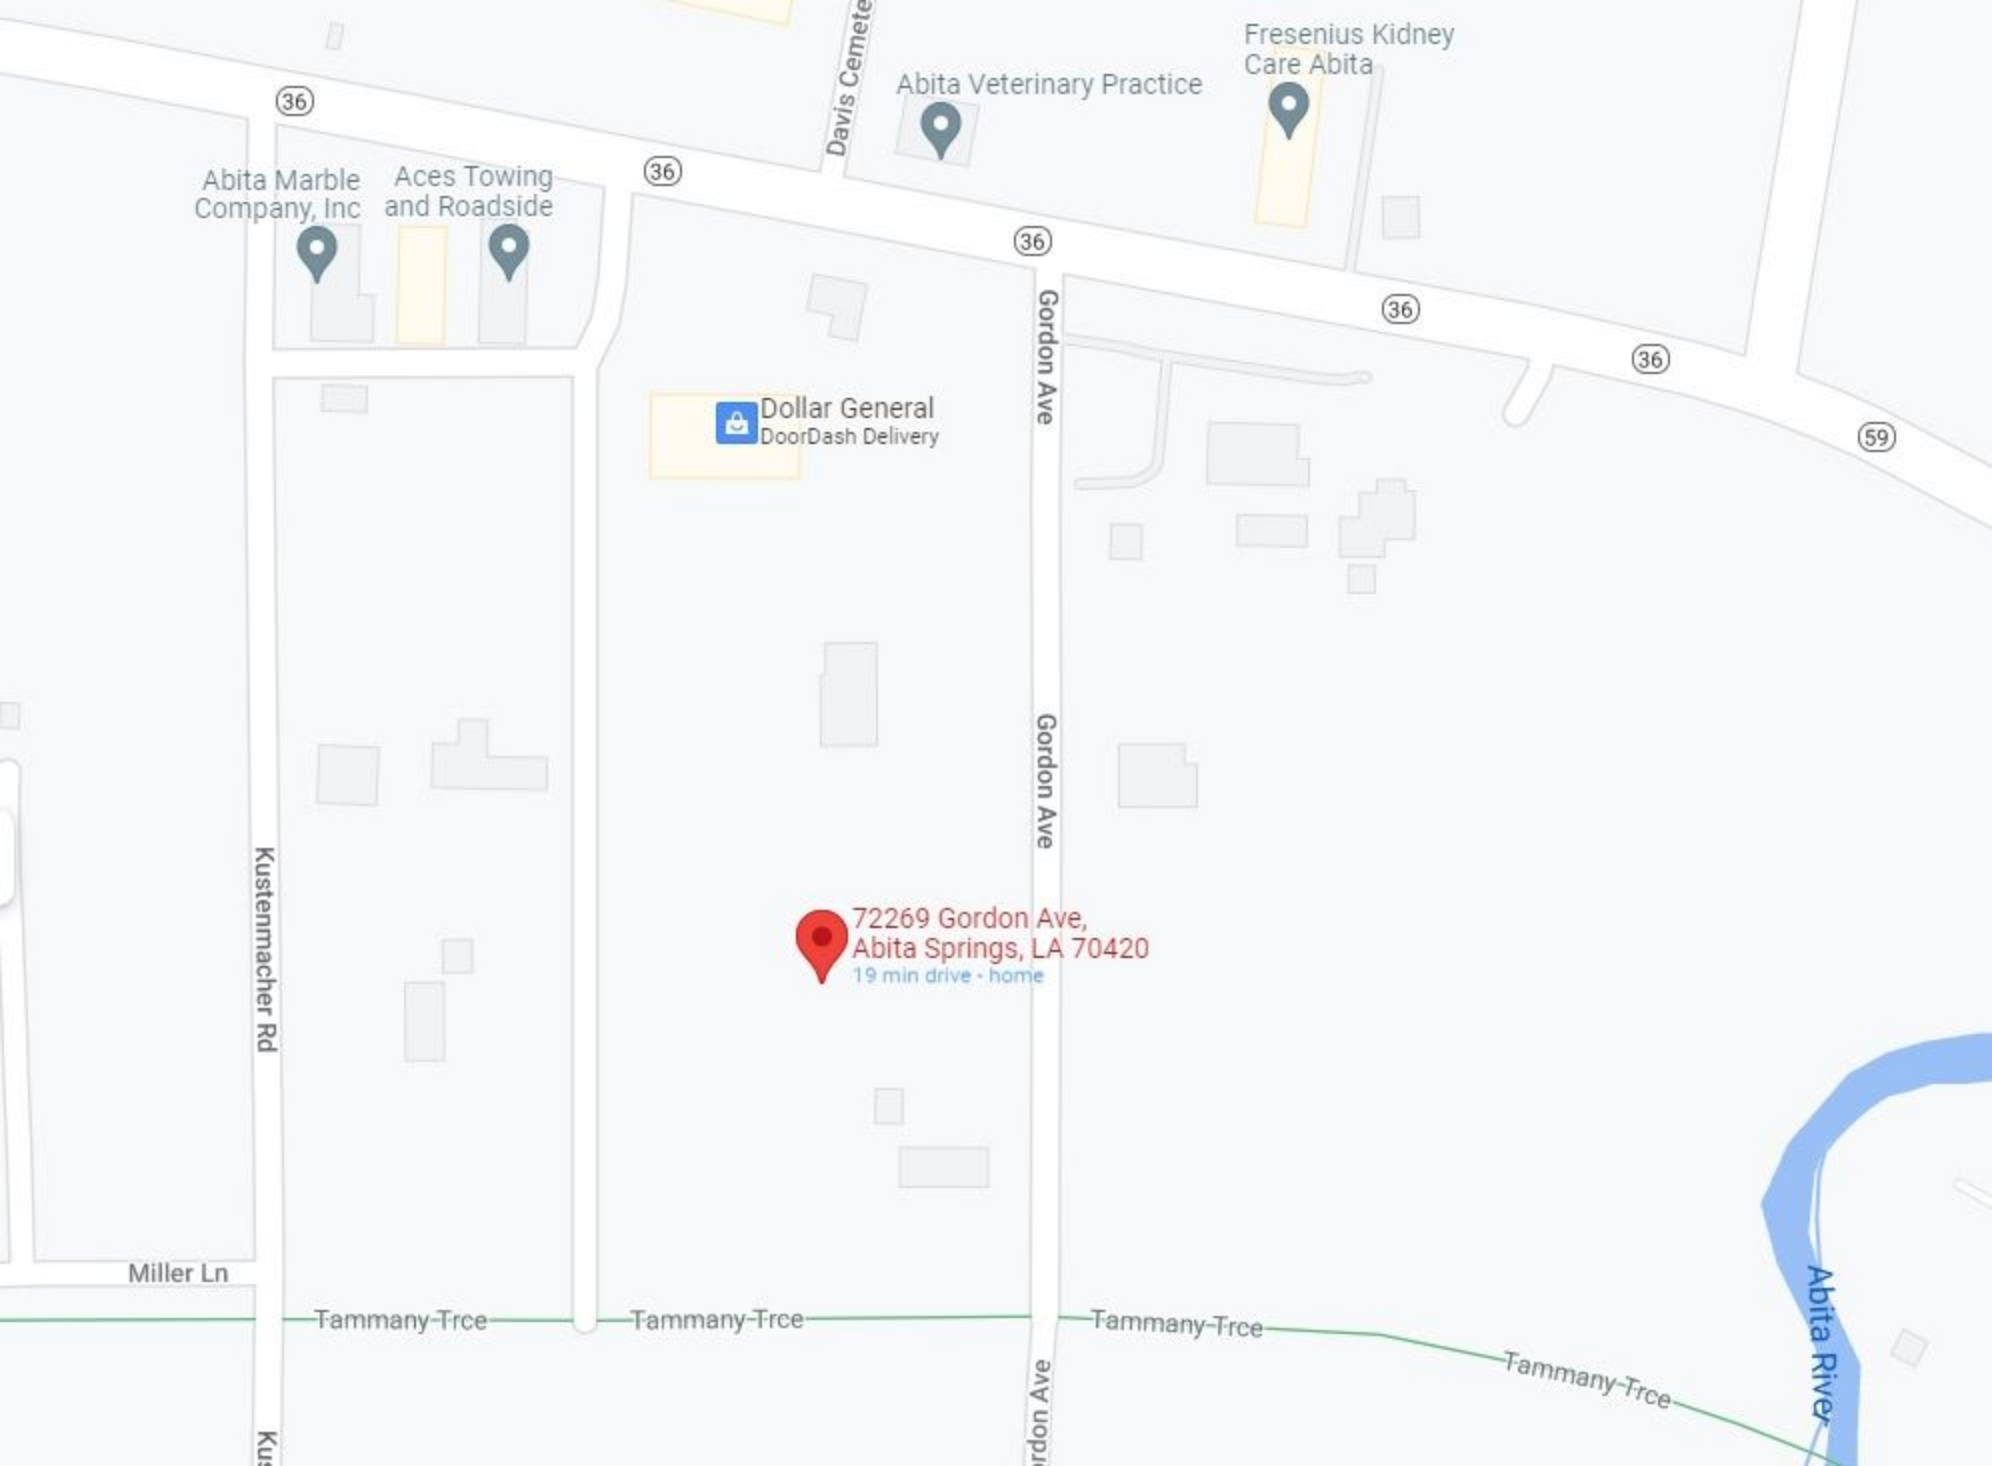 Davis Cemete
Fresenius Kidney
Care Abita
Abita Veterinary Practice
36
36
36
36
36
59
Abita Marble
Company, Inc
Aces Towing
and Roadside
Gordon Ave
Dollar General
DoorDash Delivery
Gordon Ave
Kustenmacher Rd
72269 Gordon Ave,
Abita Springs, LA 70420
19 min drive - home
Miller Ln
Tammany Trce
Tammany Trce
Tammany Trce
Tammany Trce
Abita River
Kus
ordon Ave